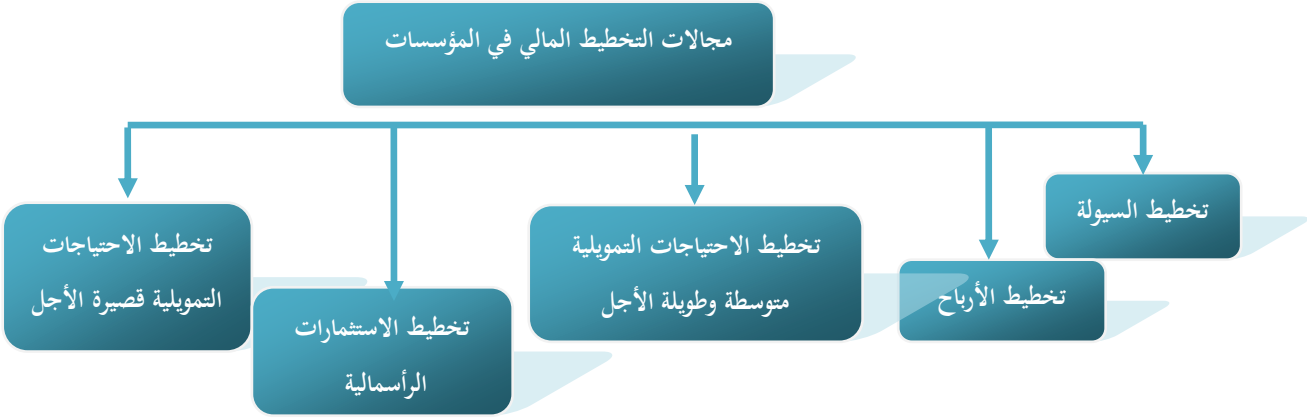 مجالات التخطيط المالي في المؤسسات
تخطيط السيولة
تخطيط الأرباح
تخطيط الاحتياجات التمويلية
متوسطة وطويلة الأجل
تخطيط الاستثمارات
الرأسمالية
تخطيط الاحتياجات
التمويلية قصيرة الأجل